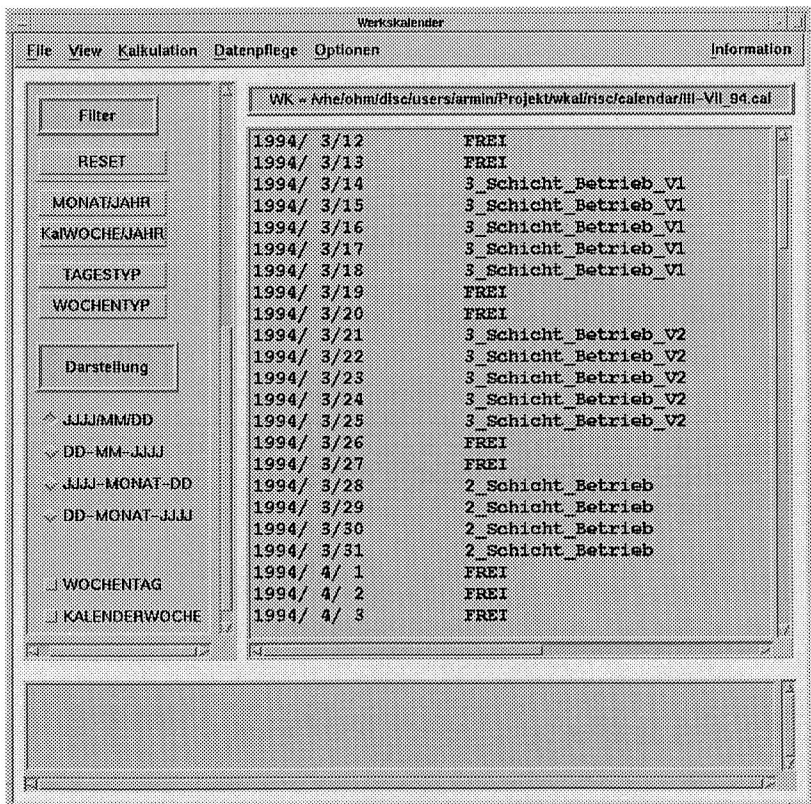 Werkskalender
File View Kalkulation Datenpflege Optionen Information
Filter
RESET
MONAT/JAHR
KalWOCHE/JAHR
TAGESTYP
WOCHENTYP
Darstellung
JJJJ/MM/DD
DD-MM-JJJJ
JJJJ-MONAT-DD
DD-MONAT-JJJJ
WOCHENTAG
KALENDERWOCHE
WK = /vhe/ohm/disc/users/armin/Projekt/wkal/risc/calendar/III-VII_94.cal
1994/ 3/12 FREI
1994/ 3/13 FREI
1994/ 3/14 3_Schicht_Betrieb_V1
1994/ 3/15 3_Schicht_Betrieb_V1
1994/ 3/16 3_Schicht_Betrieb_V1
1994/ 3/17 3_Schicht_Betrieb_V1
1994/ 3/18 3_Schicht_Betrieb_V1
1994/ 3/19 FREI
1994/ 3/20 FREI
1994/ 3/21 3_Schicht_Betrieb_V2
1994/ 3/22 3_Schicht_Betrieb_V2
1994/ 3/23 3_Schicht_Betrieb_V2
1994/ 3/24 3_Schicht_Betrieb_V2
1994/ 3/25 3_Schicht_Betrieb_V2
1994/ 3/26 FREI
1994/ 3/27 FREI
1994/ 3/28 2_Schicht_Betrieb
1994/ 3/29 2_Schicht_Betrieb
1994/ 3/30 2_Schicht_Betrieb
1994/ 3/31 2_Schicht_Betrieb
1994/ 4/ 1 FREI
1994/ 4/ 2 FREI
1994/ 4/ 3 FREI